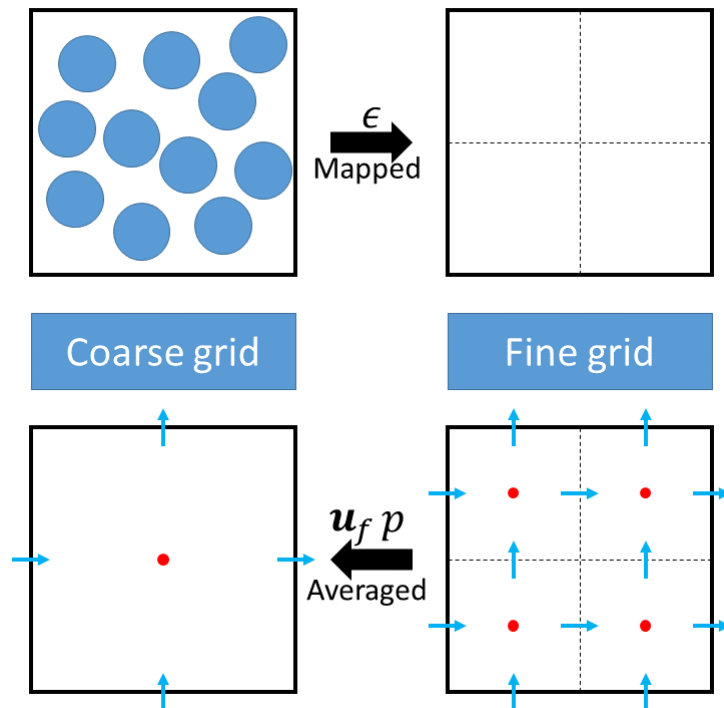 ϵ
Mapped
Coarse grid
Fine grid
𝒖𝑓 𝑝
Averaged